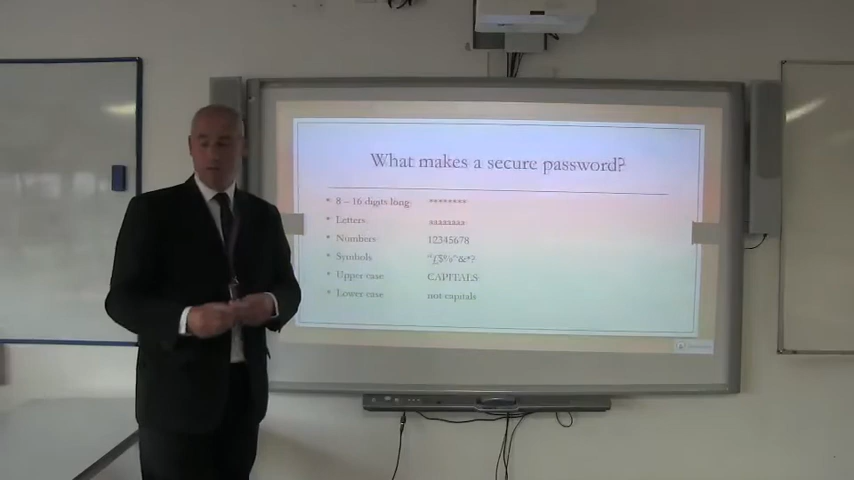 What makes a secure password?
▪ 8 – 16 digits long ********
▪ Letters aaaaaaaa
▪ Numbers 12345678
▪ Symbols "£$%^&*?
▪ Upper case CAPITALS
▪ Lower case not capitals